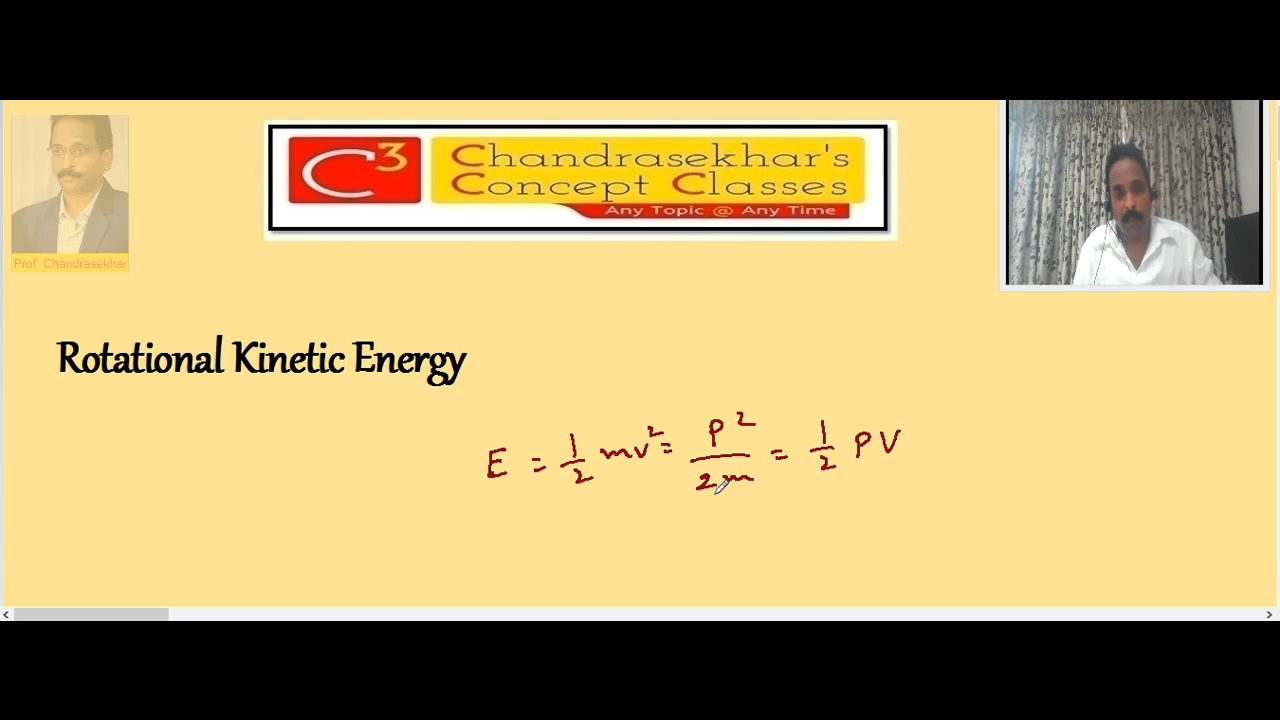 C³ Chandrasekhar's
Concept Classes
Any Topic @ Any Time
Prof. Chandrasekhar
Rotational Kinetic Energy
E = 1/2 mv² = P²/2m = 1/2 PV